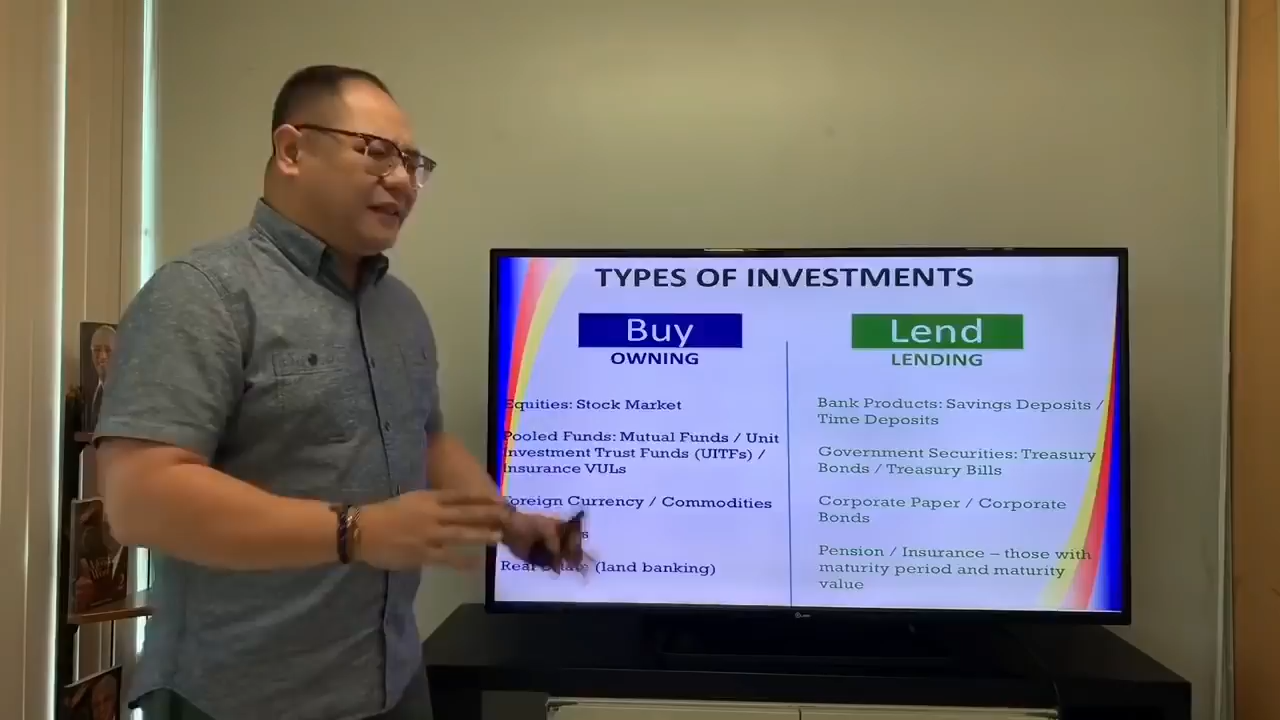 TYPES OF INVESTMENTS
Buy
OWNING
Equities: Stock Market
Pooled Funds: Mutual Funds / Unit
Investment Trust Funds (UITFs) /
Insurance VULs
Foreign Currency / Commodities
Real Estate (land banking)
Lend
LENDING
Bank Products: Savings Deposits /
Time Deposits
Government Securities: Treasury
Bonds / Treasury Bills
Corporate Paper / Corporate
Bonds
Pension / Insurance – those with
maturity period and maturity
value